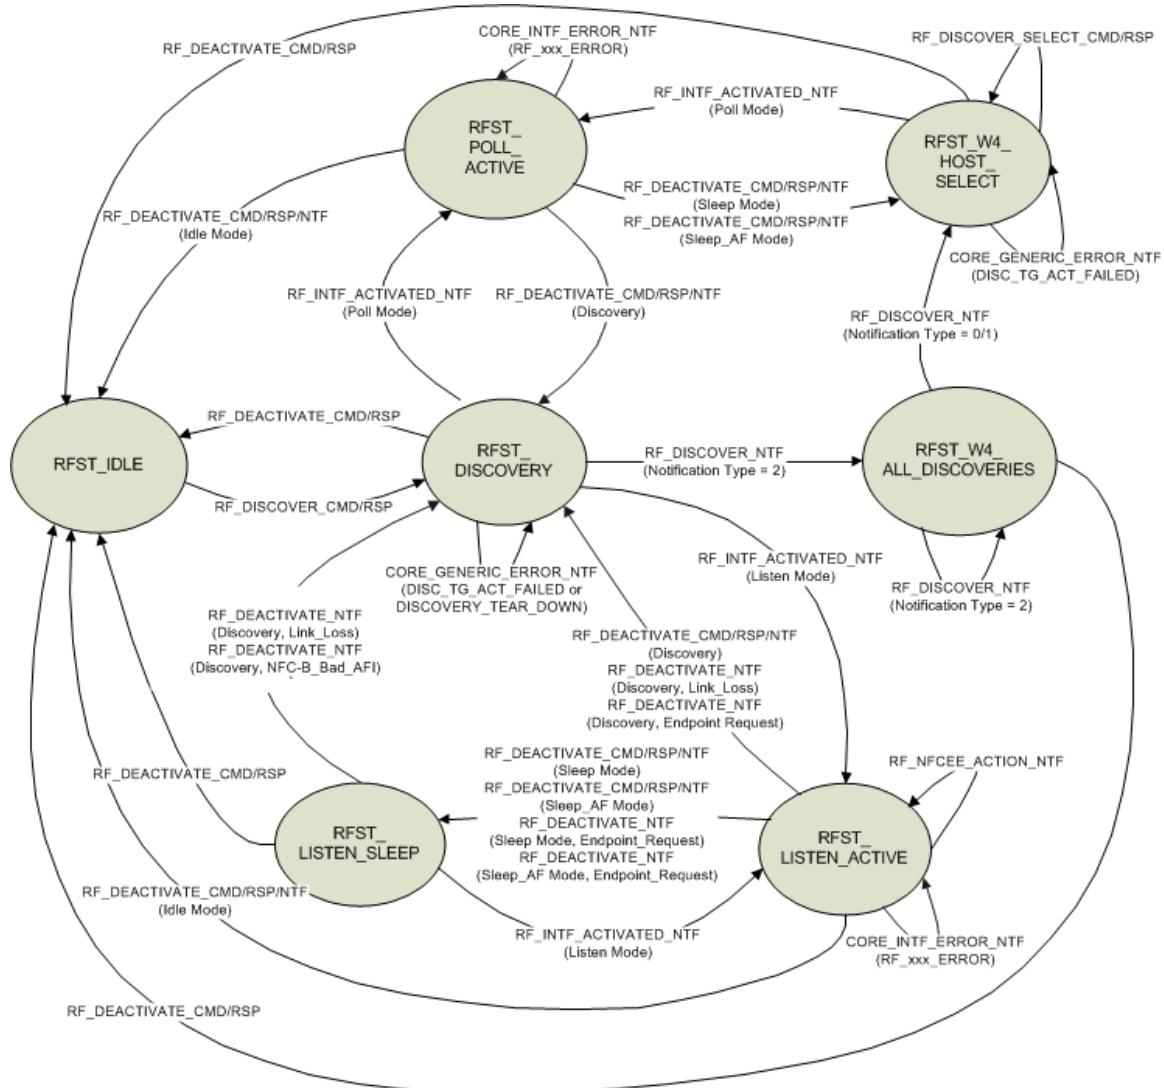 RF_DEACTIVATE_CMD/RSP
CORE_INTF_ERROR_NTF
(RF_xxx_ERROR)
RF_DISCOVER_SELECT_CMD/RSP
RF_INTF_ACTIVATED_NTF
(Poll Mode)
RFST_
POLL_
ACTIVE
RFST_W4_
HOST_
SELECT
RF_DEACTIVATE_CMD/RSP/NTF
(Sleep Mode)
RF_DEACTIVATE_CMD/RSP/NTF
(Sleep_AF Mode)
RF_DEACTIVATE_CMD/RSP/NTF
(Idle Mode)
CORE_GENERIC_ERROR_NTF
(DISC_TG_ACT_FAILED)
RF_INTF_ACTIVATED_NTF
(Poll Mode)
RF_DEACTIVATE_CMD/RSP/NTF
(Discovery)
RF_DISCOVER_NTF
(Notification Type = 0/1)
RF_DEACTIVATE_CMD/RSP
RFST_IDLE
RFST_
DISCOVERY
RF_DISCOVER_NTF
(Notification Type = 2)
RFST_W4_
ALL_DISCOVERIES
RF_DISCOVER_CMD/RSP
CORE_GENERIC_ERROR_NTF
(DISC_TG_ACT_FAILED or
DISCOVERY_TEAR_DOWN)
RF_INTF_ACTIVATED_NTF
(Listen Mode)
RF_DISCOVER_NTF
(Notification Type = 2)
RF_DEACTIVATE_NTF
(Discovery, Link_Loss)
RF_DEACTIVATE_NTF
(Discovery, NFC-B_Bad_AFI)
RF_DEACTIVATE_CMD/RSP/NTF
(Discovery)
RF_DEACTIVATE_NTF
(Discovery, Link_Loss)
RF_DEACTIVATE_NTF
(Discovery, Endpoint Request)
RF_DEACTIVATE_CMD/RSP
RF_DEACTIVATE_CMD/RSP/NTF
(Sleep Mode)
RF_DEACTIVATE_CMD/RSP/NTF
(Sleep_AF Mode)
RF_DEACTIVATE_NTF
(Sleep Mode, Endpoint_Request)
RF_DEACTIVATE_NTF
(Sleep_AF Mode, Endpoint_Request)
RF_NFCEE_ACTION_NTF
RFST_
LISTEN_SLEEP
RFST_
LISTEN_ACTIVE
RF_DEACTIVATE_CMD/RSP/NTF
(Idle Mode)
RF_INTF_ACTIVATED_NTF
(Listen Mode)
CORE_INTF_ERROR_NTF
(RF_xxx_ERROR)
RF_DEACTIVATE_CMD/RSP